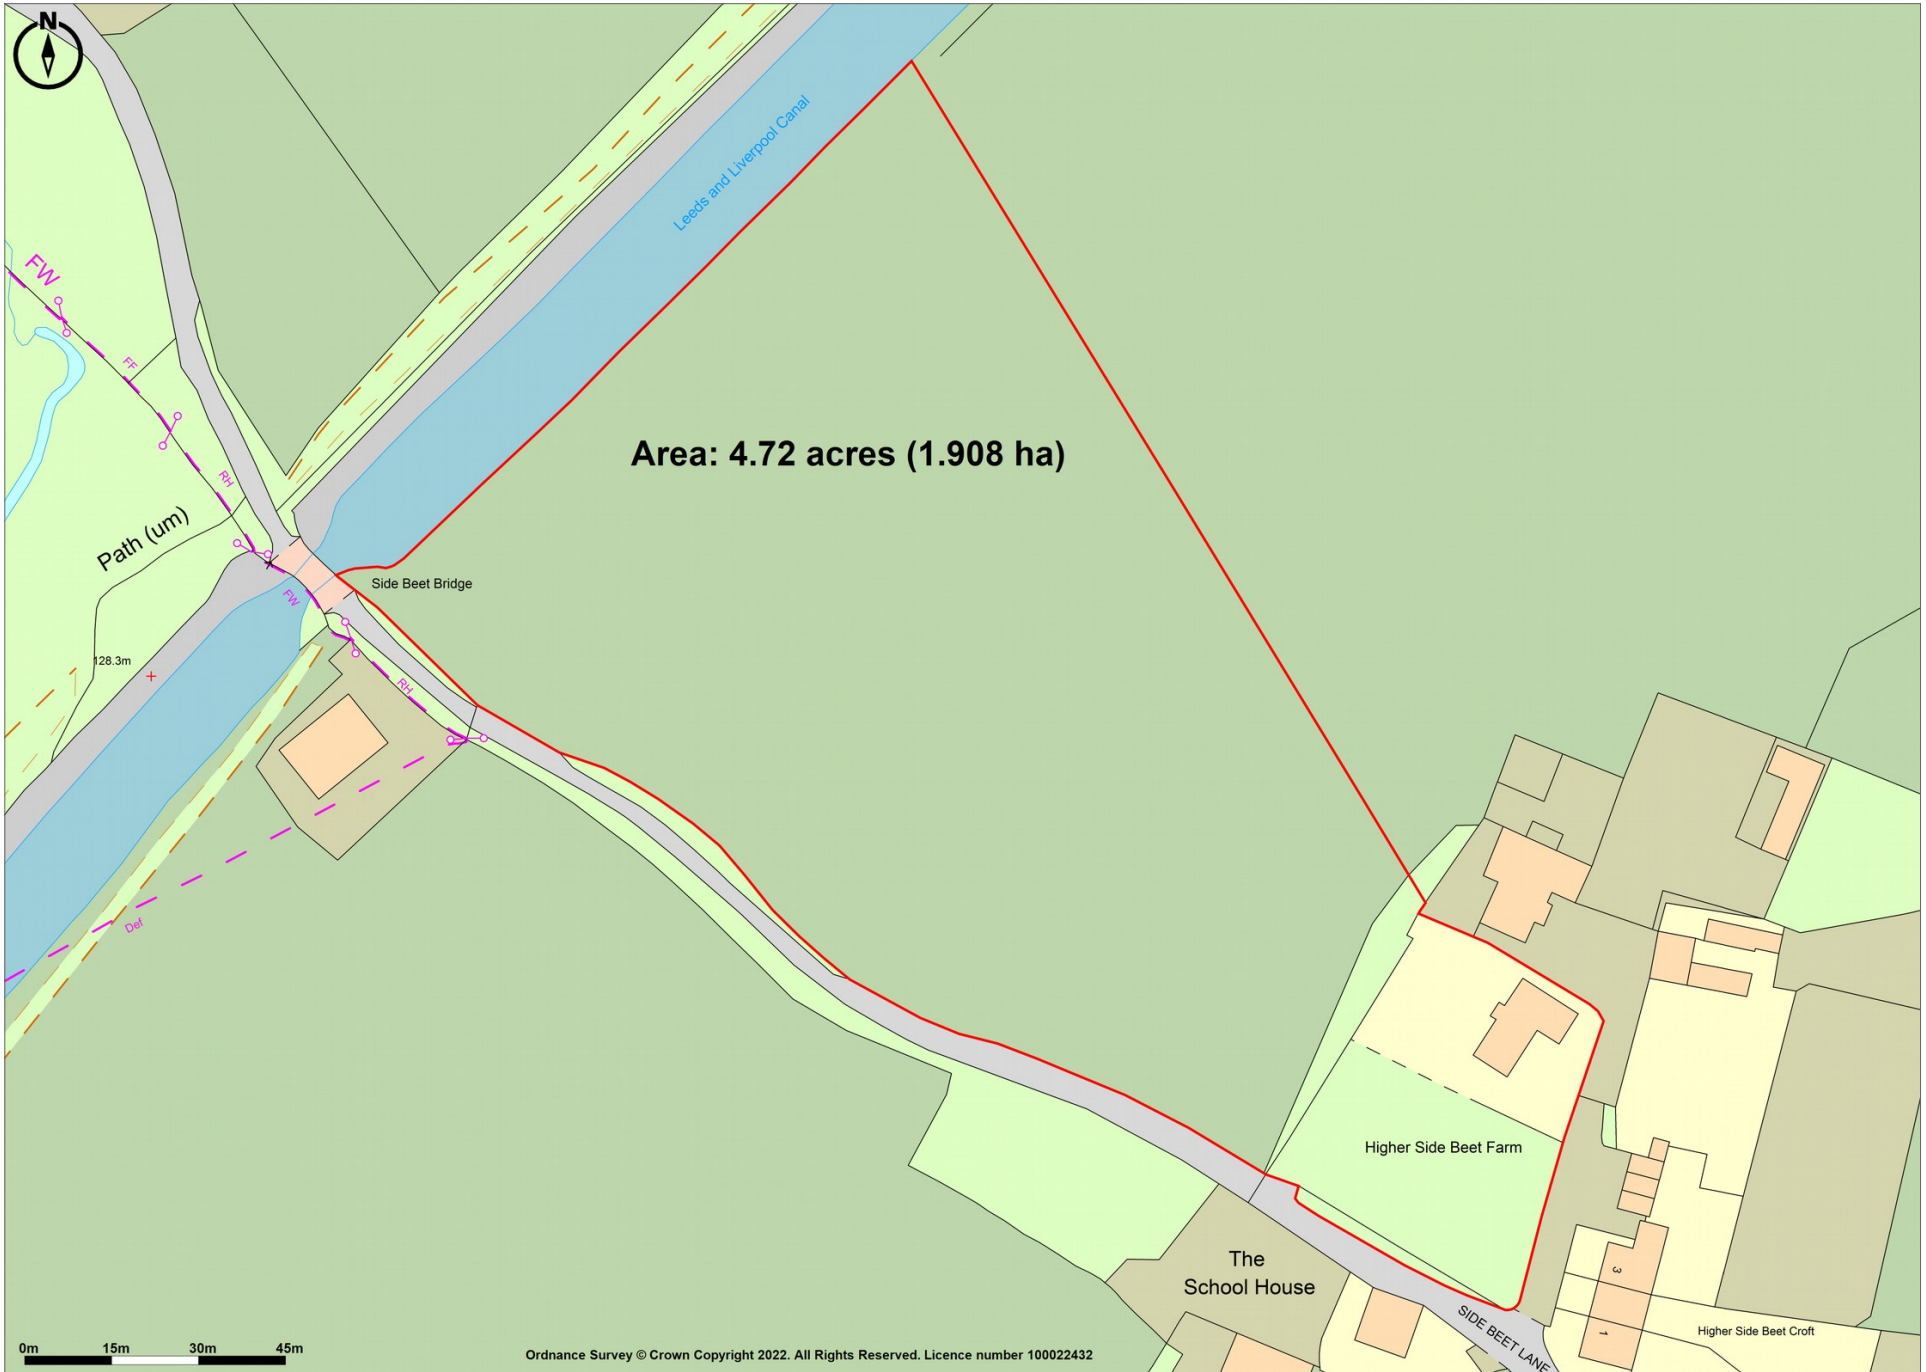 N
Leeds and Liverpool Canal
FW
FF
RH
Area: 4.72 acres (1.908 ha)
Path (um)
Side Beet Bridge
FW
128.3m
RH
Def
Higher Side Beet Farm
The
School House
3
SIDE BEET LANE
1
Higher Side Beet Croft
0m 15m 30m 45m
Ordnance Survey © Crown Copyright 2022. All Rights Reserved. Licence number 100022432